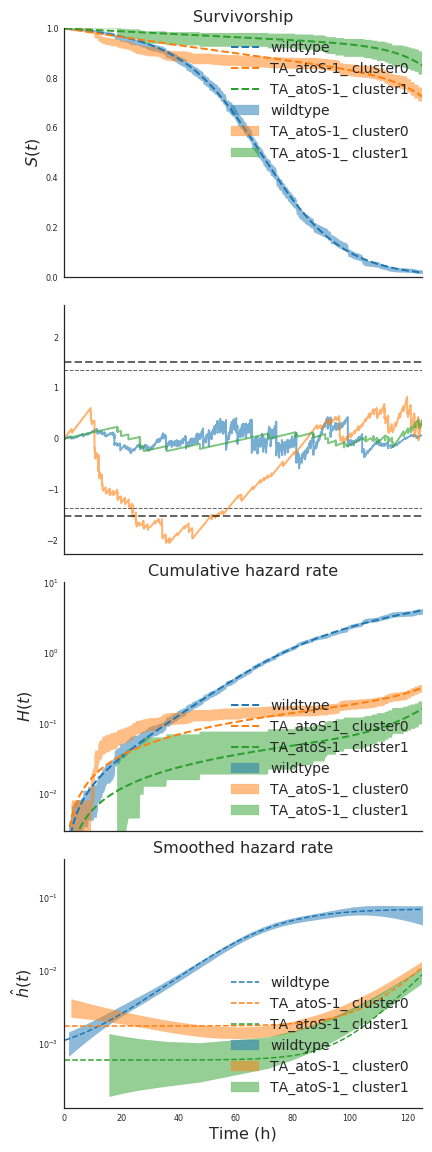 Survivorship
1.0
0.8
0.6
0.4
0.2
0.0
S(t)
wildtype
TA_atoS-1_ cluster0
TA_atoS-1_ cluster1
wildtype
TA_atoS-1_ cluster0
TA_atoS-1_ cluster1
2
1
0
−1
−2
Cumulative hazard rate
10¹
10⁰
10⁻¹
10⁻²
H(t)
wildtype
TA_atoS-1_ cluster0
TA_atoS-1_ cluster1
wildtype
TA_atoS-1_ cluster0
TA_atoS-1_ cluster1
Smoothed hazard rate
10⁻¹
10⁻²
10⁻³
ĥ(t)
wildtype
TA_atoS-1_ cluster0
TA_atoS-1_ cluster1
wildtype
TA_atoS-1_ cluster0
TA_atoS-1_ cluster1
0 20 40 60 80 100 120
Time (h)